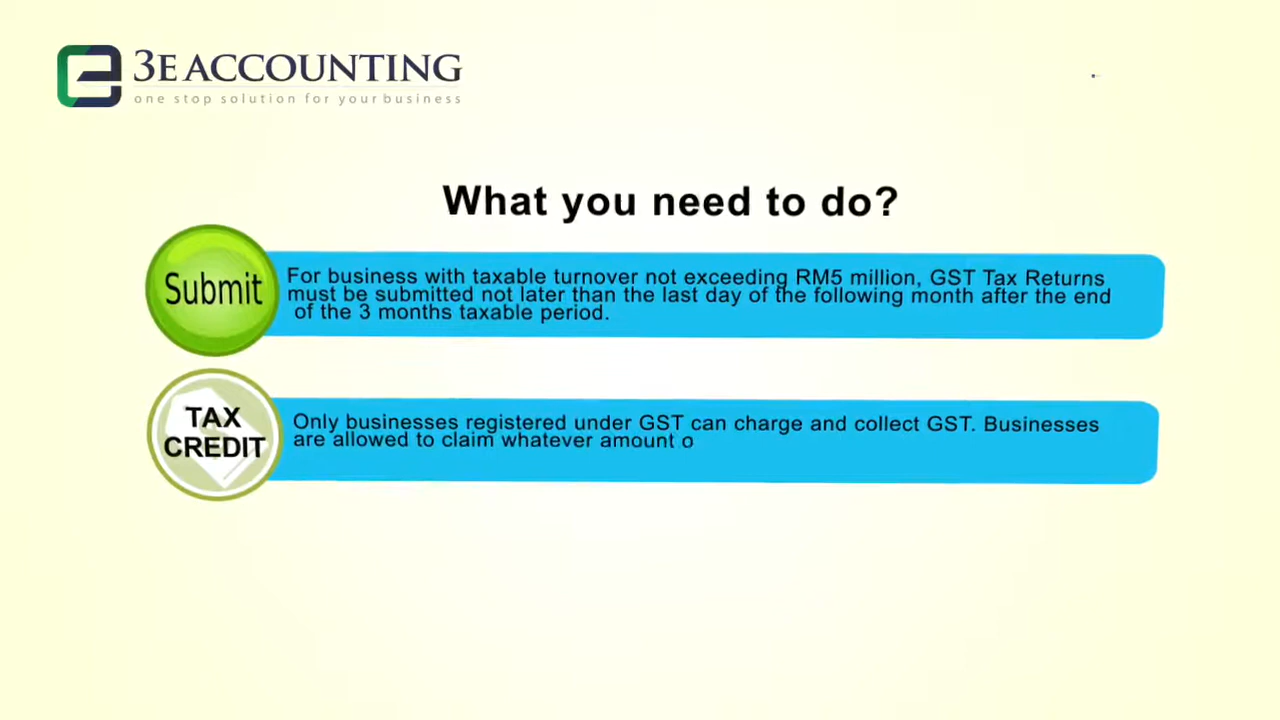 3E ACCOUNTING
one stop solution for your business
What you need to do?
Submit
For business with taxable turnover not exceeding RM5 million, GST Tax Returns
must be submitted not later than the last day of the following month after the end
of the 3 months taxable period.
TAX
CREDIT
Only businesses registered under GST can charge and collect GST. Businesses
are allowed to claim whatever amount o